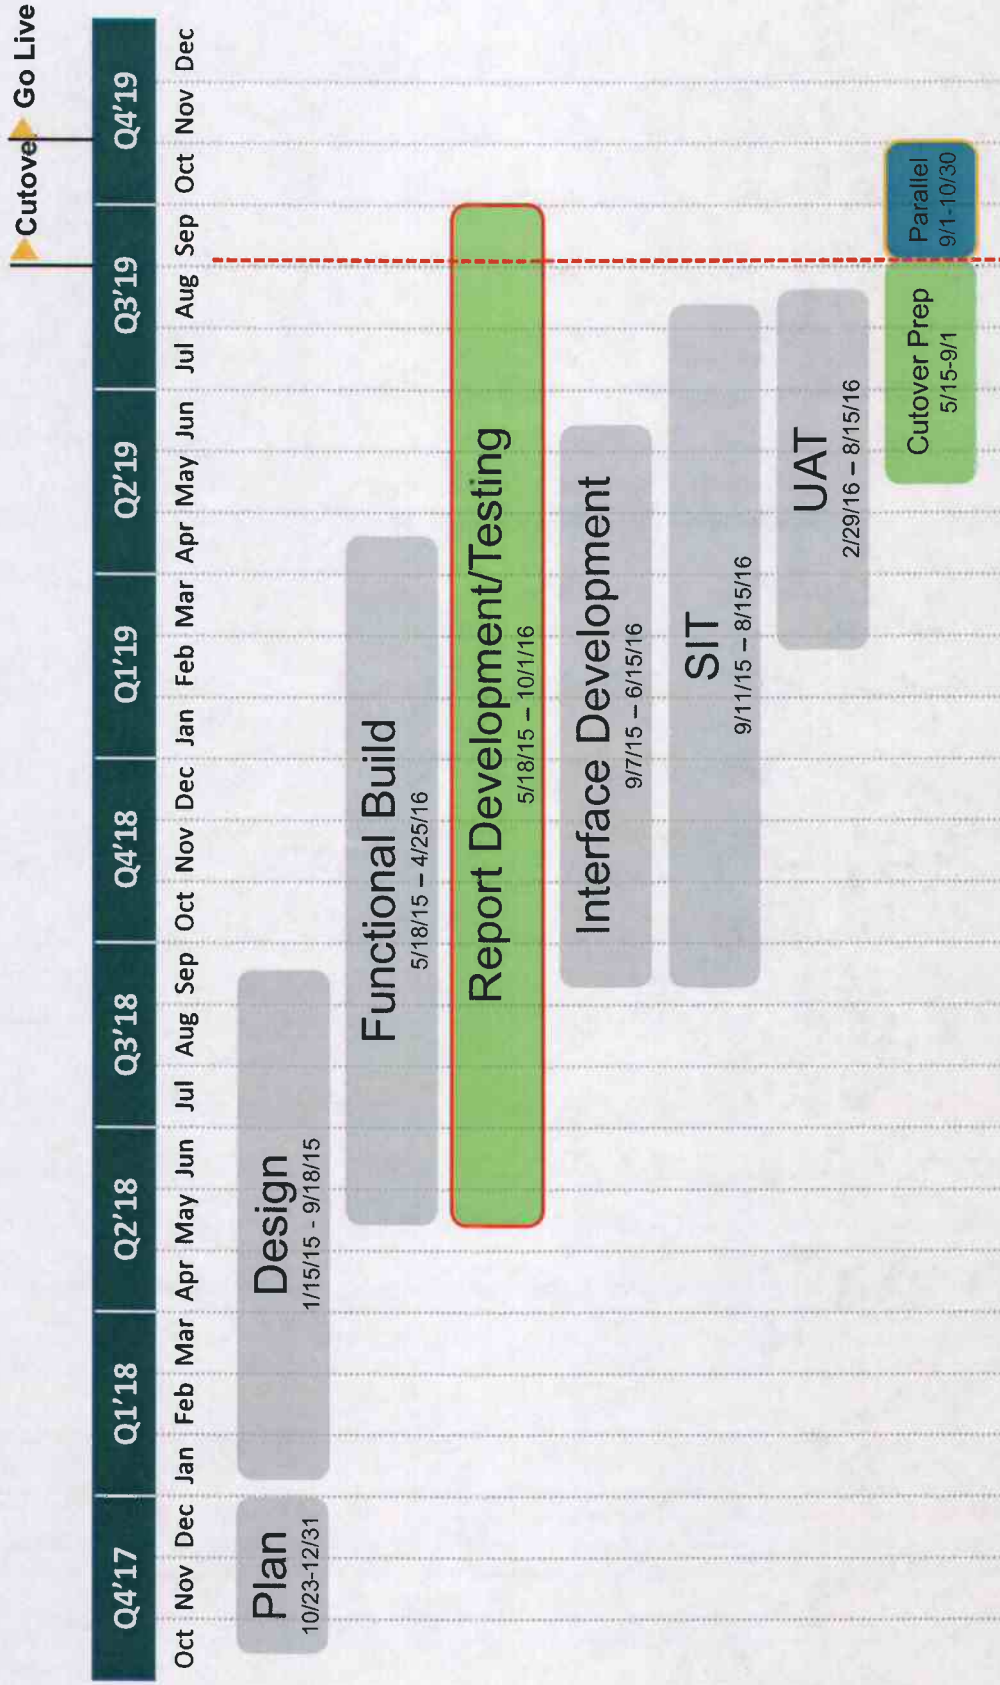 Cutover
Go Live
Q4'17 Q1'18 Q2'18 Q3'18 Q4'18 Q1'19 Q2'19 Q3'19 Q4'19
Oct Nov Dec Jan Feb Mar Apr May Jun Jul Aug Sep Oct Nov Dec Jan Feb Mar Apr May Jun Jul Aug Sep Oct Nov Dec
Plan
10/23-12/31
Design
1/15/15 - 9/18/15
Functional Build
5/18/15 – 4/25/16
Report Development/Testing
5/18/15 – 10/1/16
Interface Development
9/7/15 – 6/15/16
SIT
9/11/15 – 8/15/16
UAT
2/29/16 – 8/15/16
Cutover Prep
5/15-9/1
Parallel
9/1-10/30